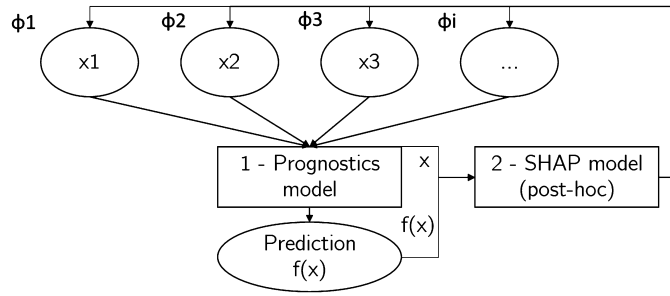 ϕ1
ϕ2
ϕ3
ϕi
x1
x2
x3
...
1 - Prognostics
model
x
2 - SHAP model
(post-hoc)
f(x)
Prediction
f(x)